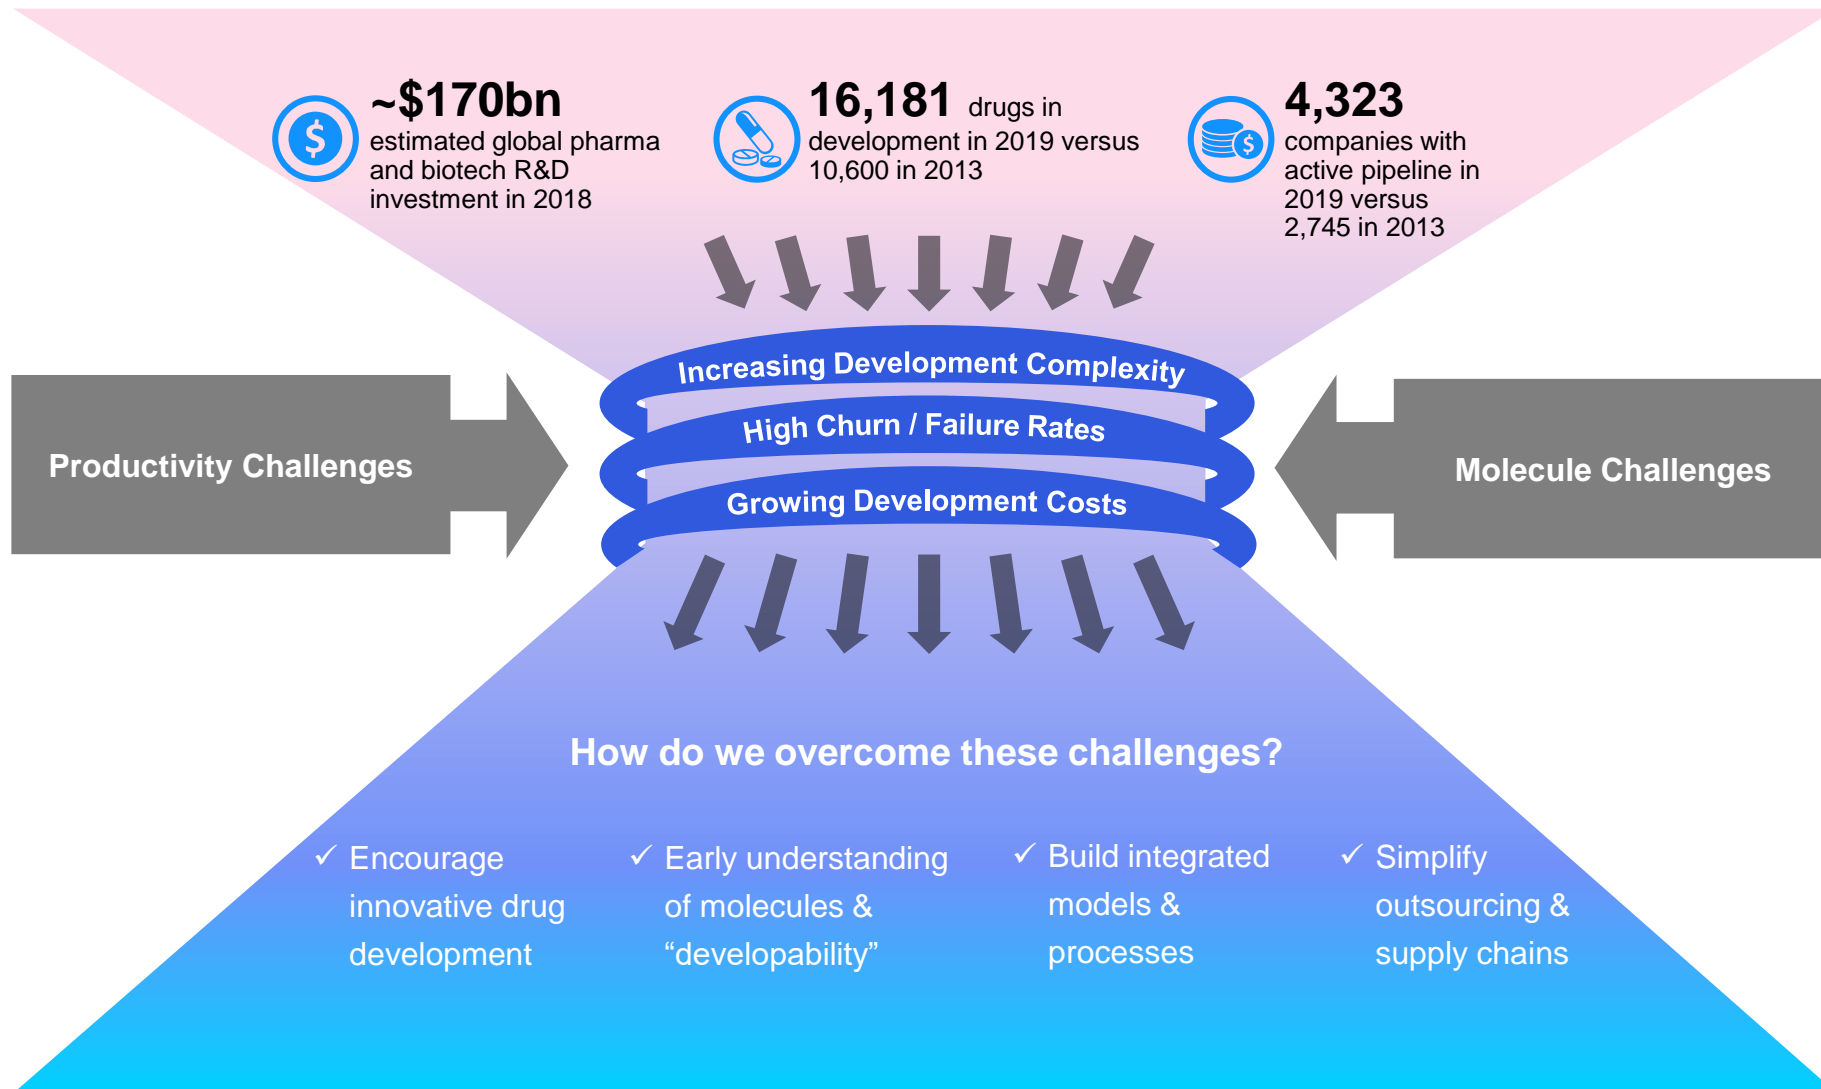 ~$170bn
estimated global pharma
and biotech R&D
investment in 2018
16,181 drugs in
development in 2019 versus
10,600 in 2013
4,323
companies with
active pipeline in
2019 versus
2,745 in 2013
Increasing Development Complexity
High Churn / Failure Rates
Growing Development Costs
Productivity Challenges
Molecule Challenges
How do we overcome these challenges?
✓ Encourage
innovative drug
development
✓ Early understanding
of molecules &
“developability”
✓ Build integrated
models &
processes
✓ Simplify
outsourcing &
supply chains